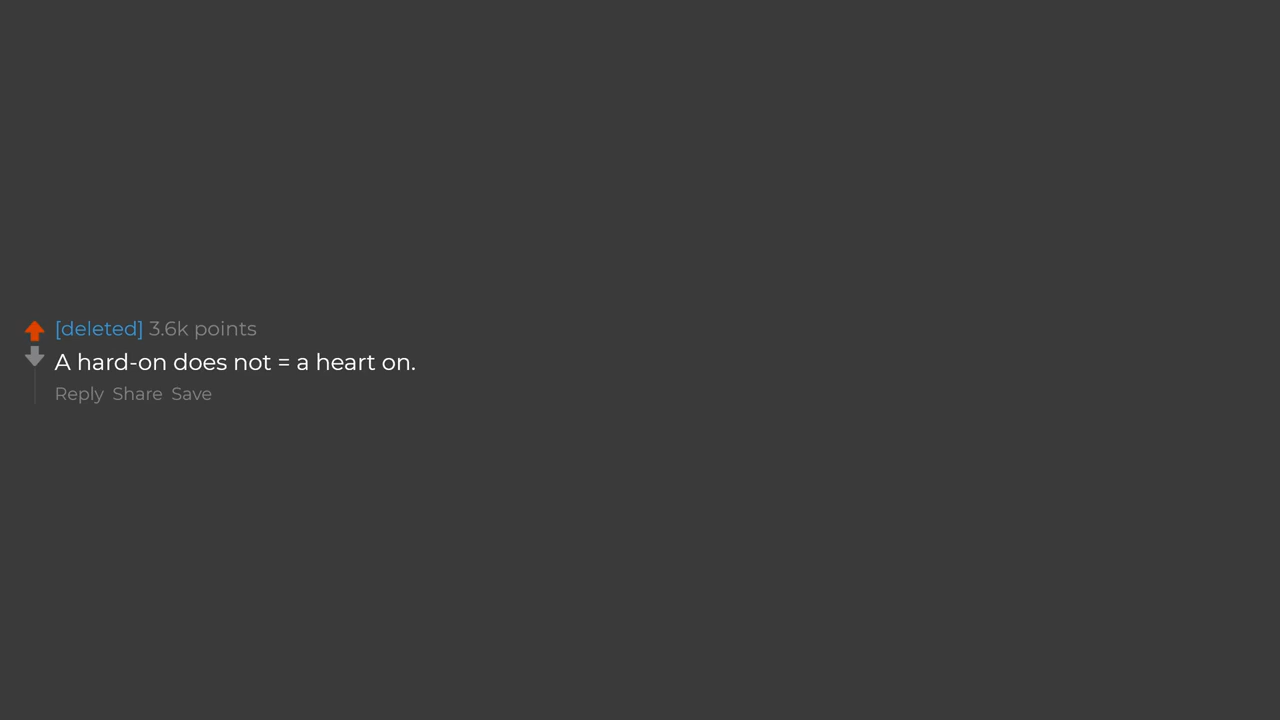 [deleted] 3.6k points
A hard-on does not = a heart on.
Reply Share Save